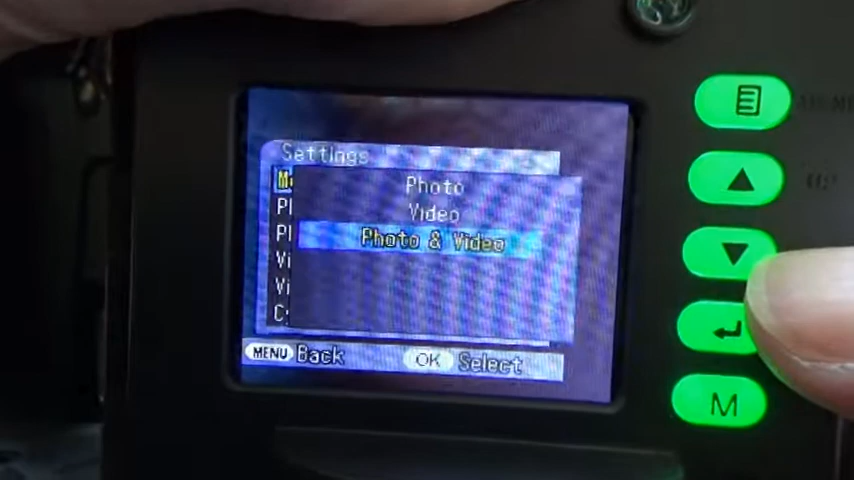 Settings
Photo
Video
Photo & Video
MENU Back
OK Select
M